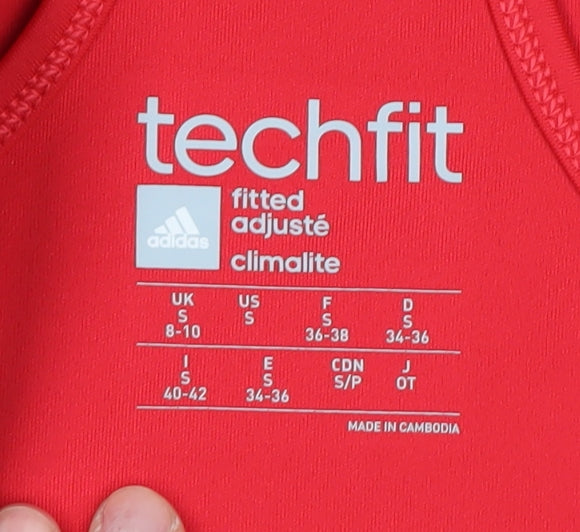 techfit
adidas
fitted
adjusté
climalite
UK US F D
S S S S
8-10 36-38 34-36
I E CDN J
S S S/P OT
40-42 34-36
MADE IN CAMBODIA